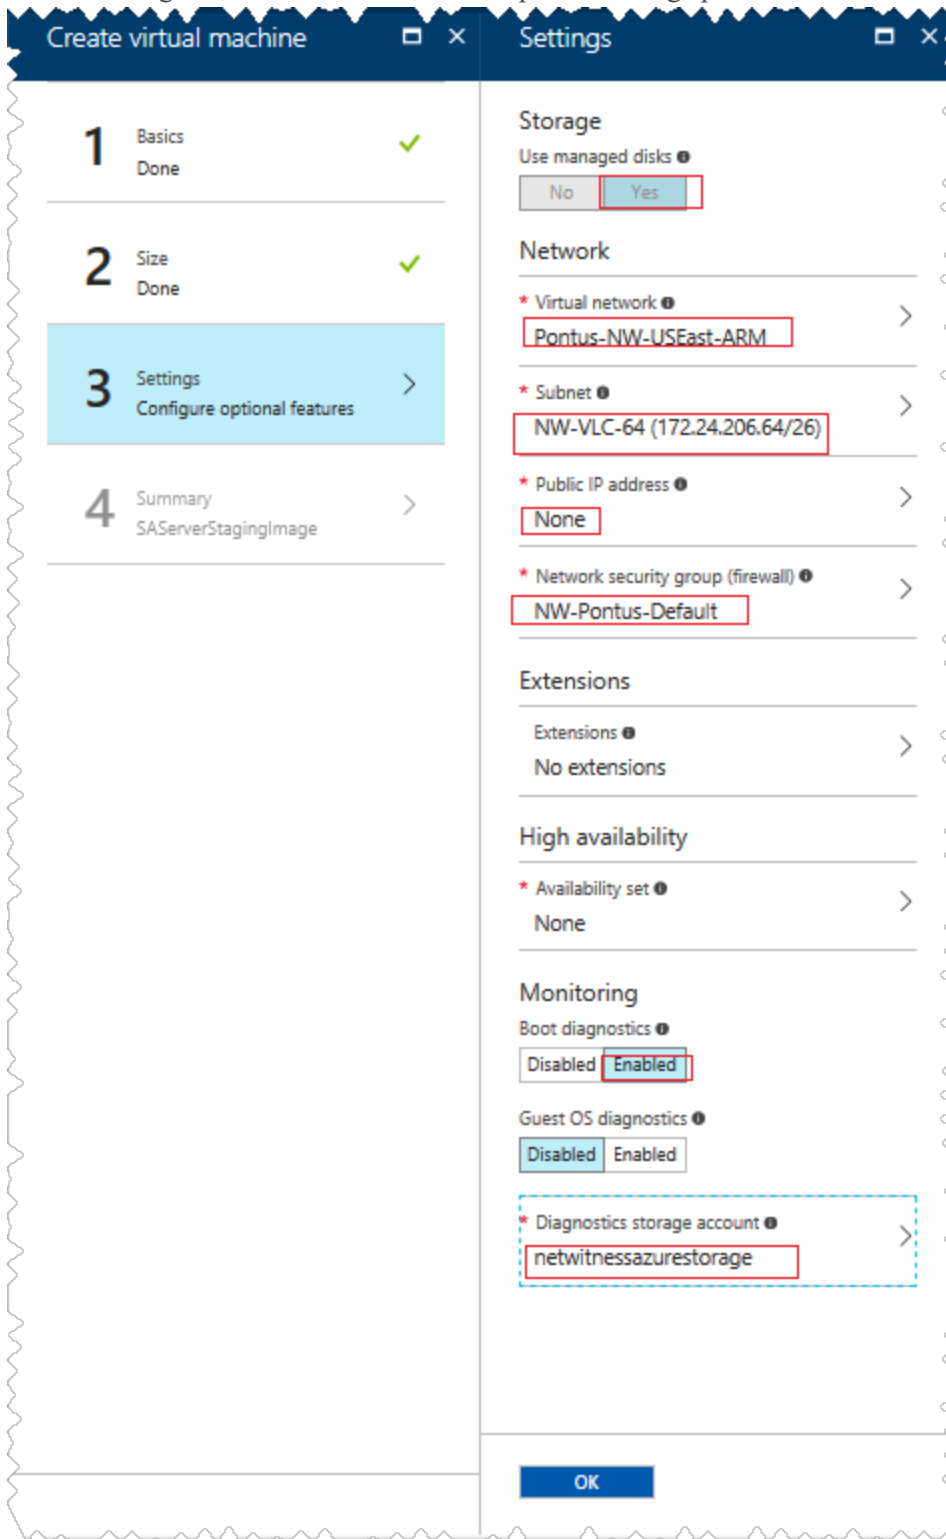 Create virtual machine
1
Basics
Done
2
Size
Done
3
Settings
Configure optional features
4
Summary
SAServerStagingImage
Settings
Storage
Use managed disks
No Yes
Network
* Virtual network
Pontus-NW-USEast-ARM
* Subnet
NW-VLC-64 (172.24.206.64/26)
* Public IP address
None
* Network security group (firewall)
NW-Pontus-Default
Extensions
Extensions
No extensions
High availability
* Availability set
None
Monitoring
Boot diagnostics
Disabled Enabled
Guest OS diagnostics
Disabled Enabled
* Diagnostics storage account
netwitnessazurestorage
OK